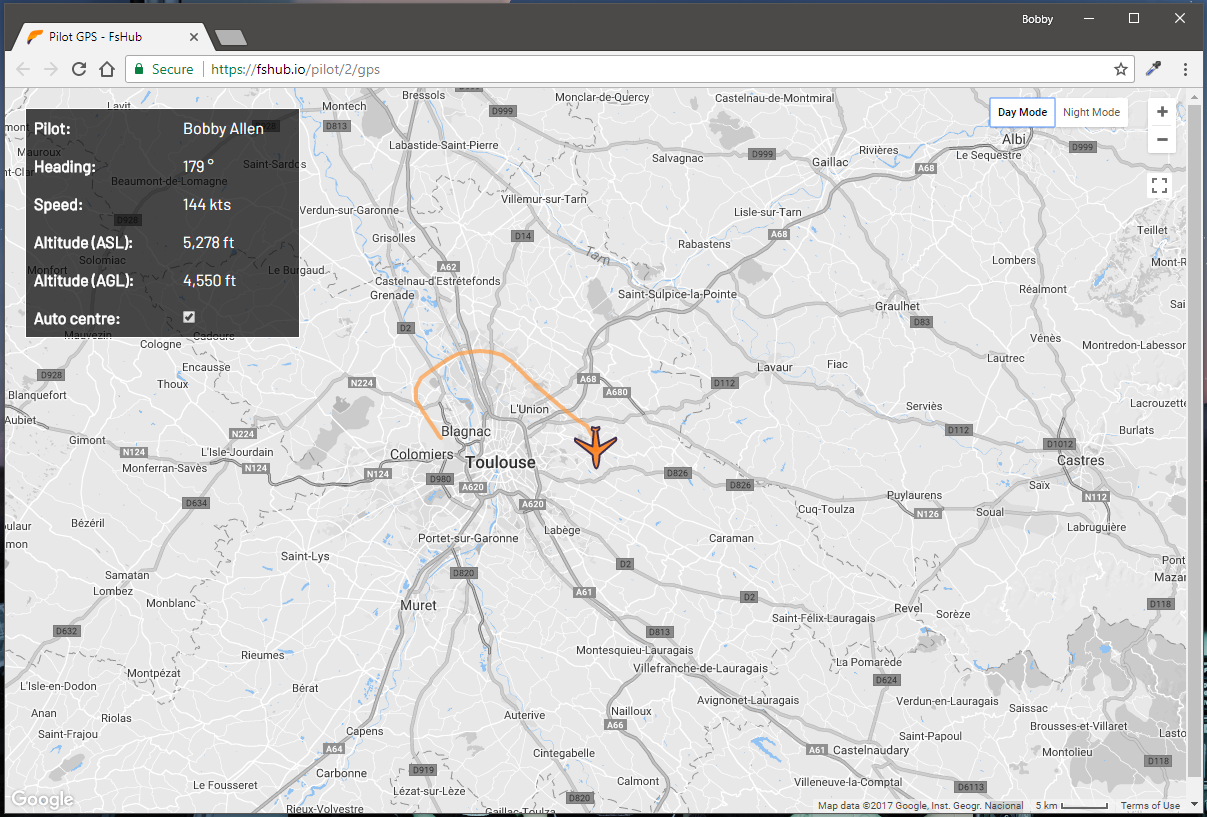 Bobby
Pilot GPS - FsHub
Secure
https://fshub.io/pilot/2/gps
Pilot: Bobby Allen
Heading: 179 °
Speed: 144 kts
Altitude (ASL): 5,278 ft
Altitude (AGL): 4,550 ft
Auto centre:
Day Mode
Night Mode
Lavit
Montech
Bressols
D999
Monclar-de-Quercy
Castelnau-de-Montmiral
D813
Labastide-Saint-Pierre
Salvagnac
D999
Gaillac
Rivières
Albi
D999
Le Sequestre
A68
Mauroux
Saint-Sardos
Beaumont-de-Lomagne
Villemur-sur-Tarn
Verdun-sur-Garonne
Lisle-sur-Tarn
D928
D14
A68
Teillet
Grisolles
Rabastens
Tarn
Solomiac
Monfort
Le Burgaud
A62
Lombers
Mont-R
Castelnau-d'Estrétefonds
Grenade
Saint-Sulpice-la-Pointe
Réalmont
Graulhet
Sai
D2
D83
Mauvezin
Cadours
Cologne
Vénès
Montredon-Labessor
Lautrec
Encausse
D928
Thoux
N224
A68
A680
D112
Lavaur
Fiac
Blanquefort
L'Union
Serviès
Lacrouzette
Aubiet
Gimont
N224
Blagnac
D112
Burlats
N124
L'Isle-Jourdain
D1012
Monferran-Savès
N124
N124
Colomiers
Toulouse
D826
Castres
D980
A620
D826
Saïx
N112
D634
A620
Puylaurens
Cuq-Toulza
N126
Soual
Bézéril
Labège
Labruguière
Portet-sur-Garonne
Caraman
Saint-Lys
D2
Pont
Samatan
D820
Mazar
Lombez
Monblanc
A61
D2
D118
Muret
Revel
Sorèze
Saint-Félix-Lauragais
D632
D813
Montesquieu-Lauragais
Rieumes
La Pomarède
Villefranche-de-Lauragais
Montpézat
D624
L'Isle-en-Dodon
Bérat
Avignonet-Lauragais
Verdun-en-Lauragais
Saissac
Anan
Riolas
Auterive
Nailloux
A66
Brousses-et-Villaret
Saint-Frajou
Capens
Saint-Papoul
Lasto
A64
Cintegabelle
A61
Castelnaudary
Montolieu
D118
Carbonne
D919
Le Fousseret
Lézat-sur-Lèze
Calmont
Villeneuve-la-Comptal
D6113
D820
Rieux-Volvestre
Gaillac-Toulza
Google
Map data ©2017 Google, Inst. Geogr. Nacional
5 km
Terms of Use